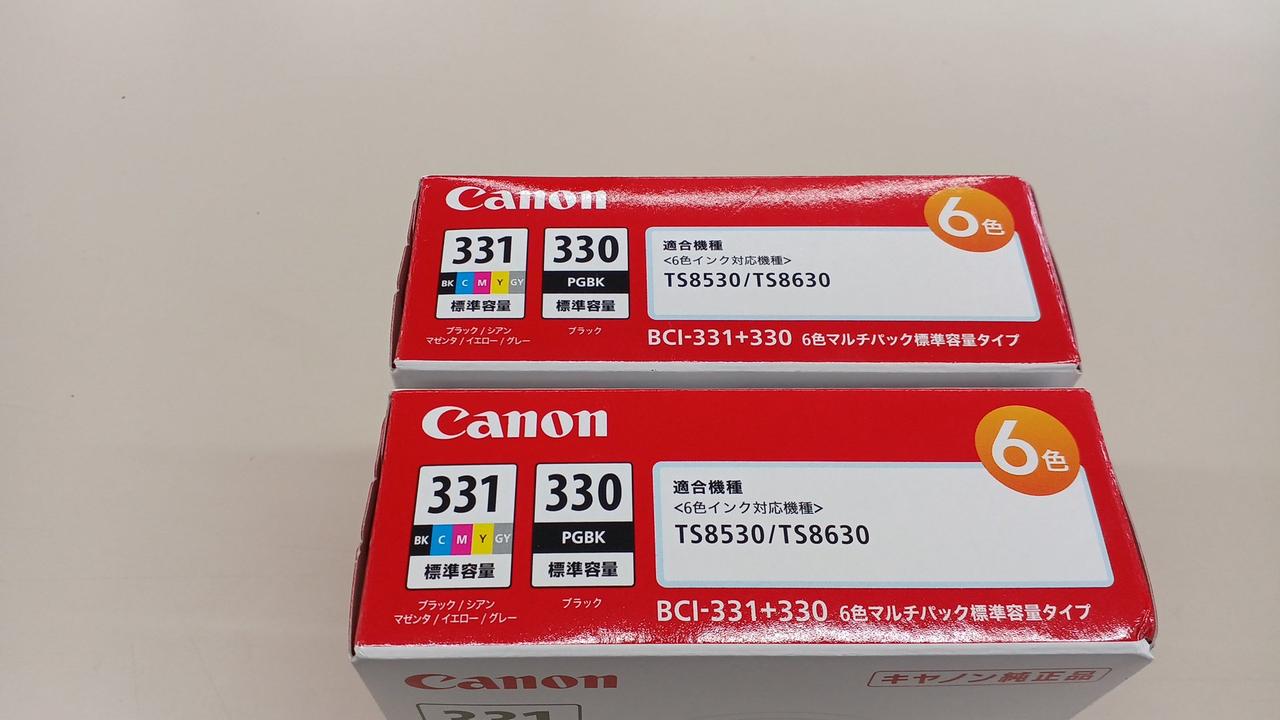 Canon
6色
331
BK C M Y GY
標準容量
ブラック / シアン
マゼンタ / イエロー / グレー
330
PGBK
標準容量
ブラック
適合機種
<6色インク対応機種>
TS8530/TS8630
BCI-331+330 6色マルチパック標準容量タイプ
Canon
6色
331
BK C M Y GY
標準容量
ブラック / シアン
マゼンタ / イエロー / グレー
330
PGBK
標準容量
ブラック
適合機種
<6色インク対応機種>
TS8530/TS8630
BCI-331+330 6色マルチパック標準容量タイプ
Canon
キヤノン純正品
331